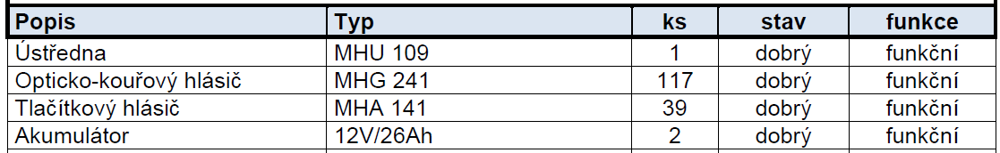 Popis Typ ks stav funkce
Ústředna MHU 109 1 dobrý funkční
Opticko-kouřový hlásič MHG 241 117 dobrý funkční
Tlačítkový hlásič MHA 141 39 dobrý funkční
Akumulátor 12V/26Ah 2 dobrý funkční